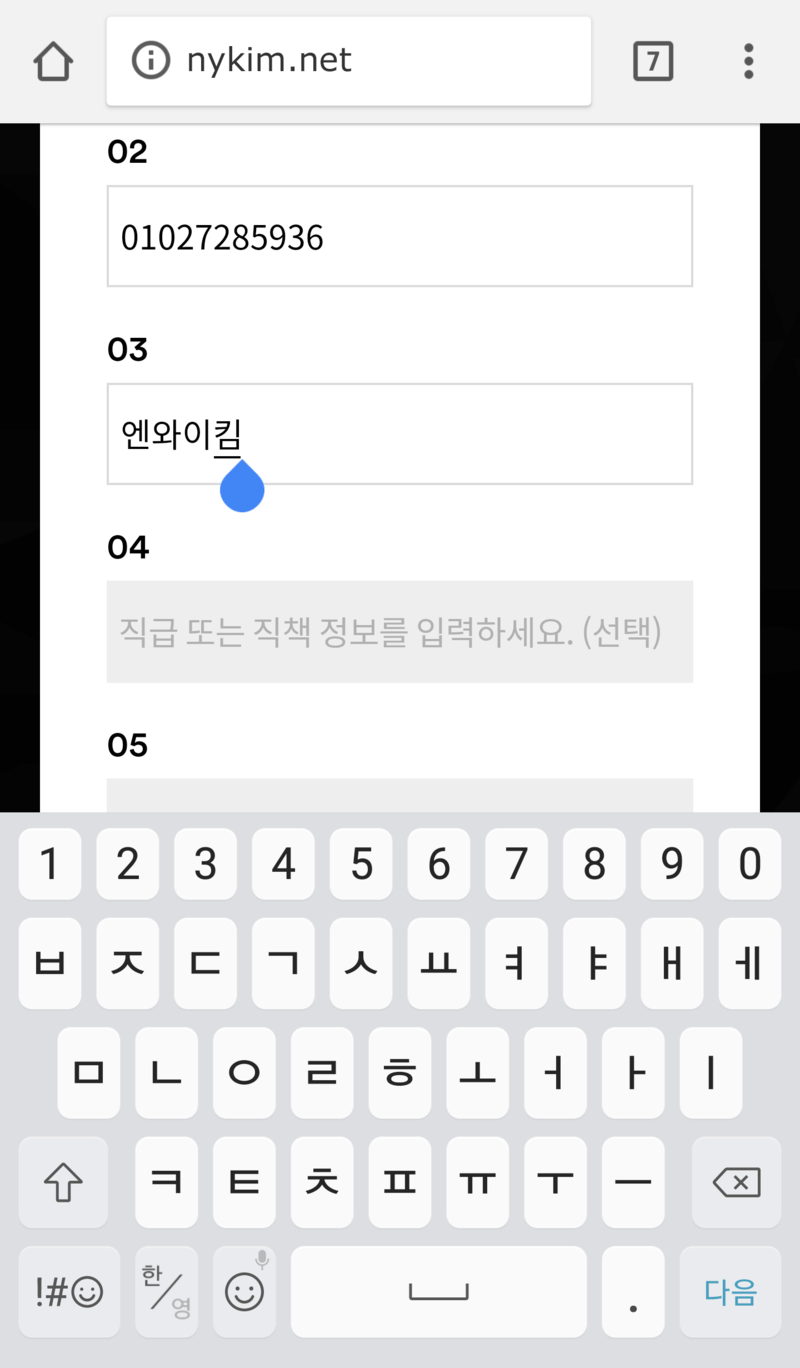 nykim.net
7
02
01027285936
03
엔와이킴
04
직급 또는 직책 정보를 입력하세요. (선택)
05
1 2 3 4 5 6 7 8 9 0
ㅂ ㅈ ㄷ ㄱ ㅅ ㅛ ㅕ ㅑ ㅐ ㅔ
ㅁ ㄴ ㅇ ㄹ ㅎ ㅗ ㅓ ㅏ ㅣ
ㅋ ㅌ ㅊ ㅍ ㅠ ㅜ ㅡ
!#☺ 한/영 . 다음